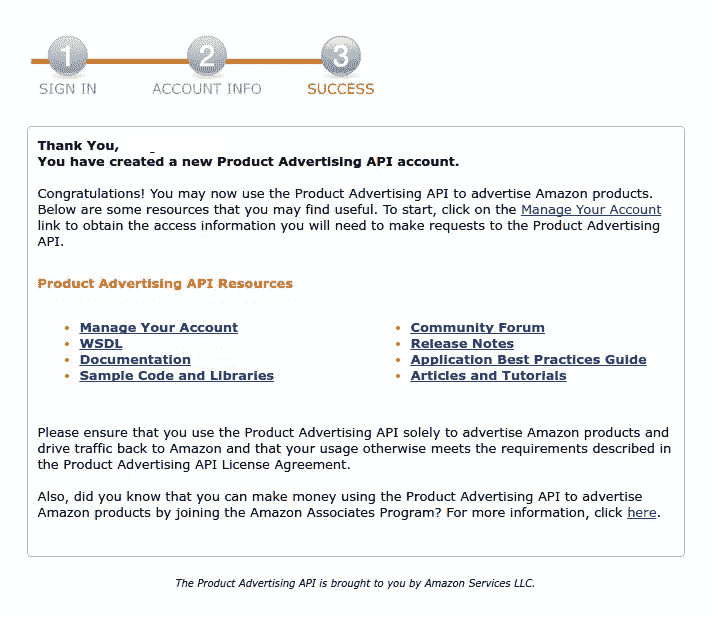 1 2 3
SIGN IN ACCOUNT INFO SUCCESS
Thank You,
You have created a new Product Advertising API account.
Congratulations! You may now use the Product Advertising API to advertise Amazon products.
Below are some resources that you may find useful. To start, click on the Manage Your Account
link to obtain the access information you will need to make requests to the Product Advertising
API.
Product Advertising API Resources
• Manage Your Account
• WSDL
• Documentation
• Sample Code and Libraries
• Community Forum
• Release Notes
• Application Best Practices Guide
• Articles and Tutorials
Please ensure that you use the Product Advertising API solely to advertise Amazon products and
drive traffic back to Amazon and that your usage otherwise meets the requirements described in
the Product Advertising API License Agreement.
Also, did you know that you can make money using the Product Advertising API to advertise
Amazon products by joining the Amazon Associates Program? For more information, click here.
The Product Advertising API is brought to you by Amazon Services LLC.